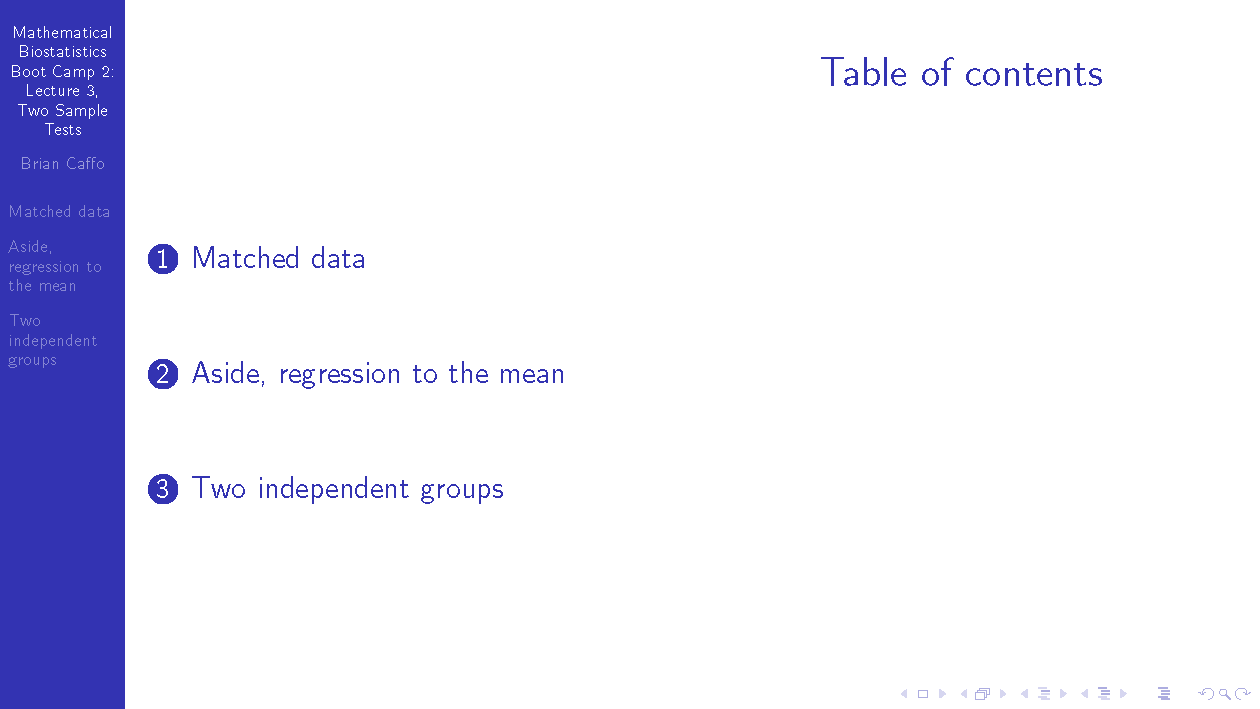 Mathematical
Biostatistics
Boot Camp 2:
Lecture 3,
Two Sample
Tests
Brian Caffo
Matched data
Aside,
regression to
the mean
Two
independent
groups
Table of contents
1 Matched data
2 Aside, regression to the mean
3 Two independent groups